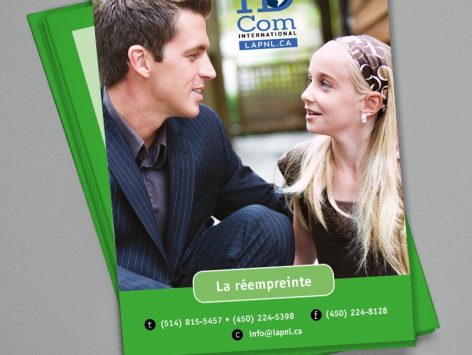 Com
INTERNATIONAL
LAPNL.CA
La réempreinte
t (514) 815-5457 • (450) 224-5398 f (450) 224-8128
c info@lapnl.ca